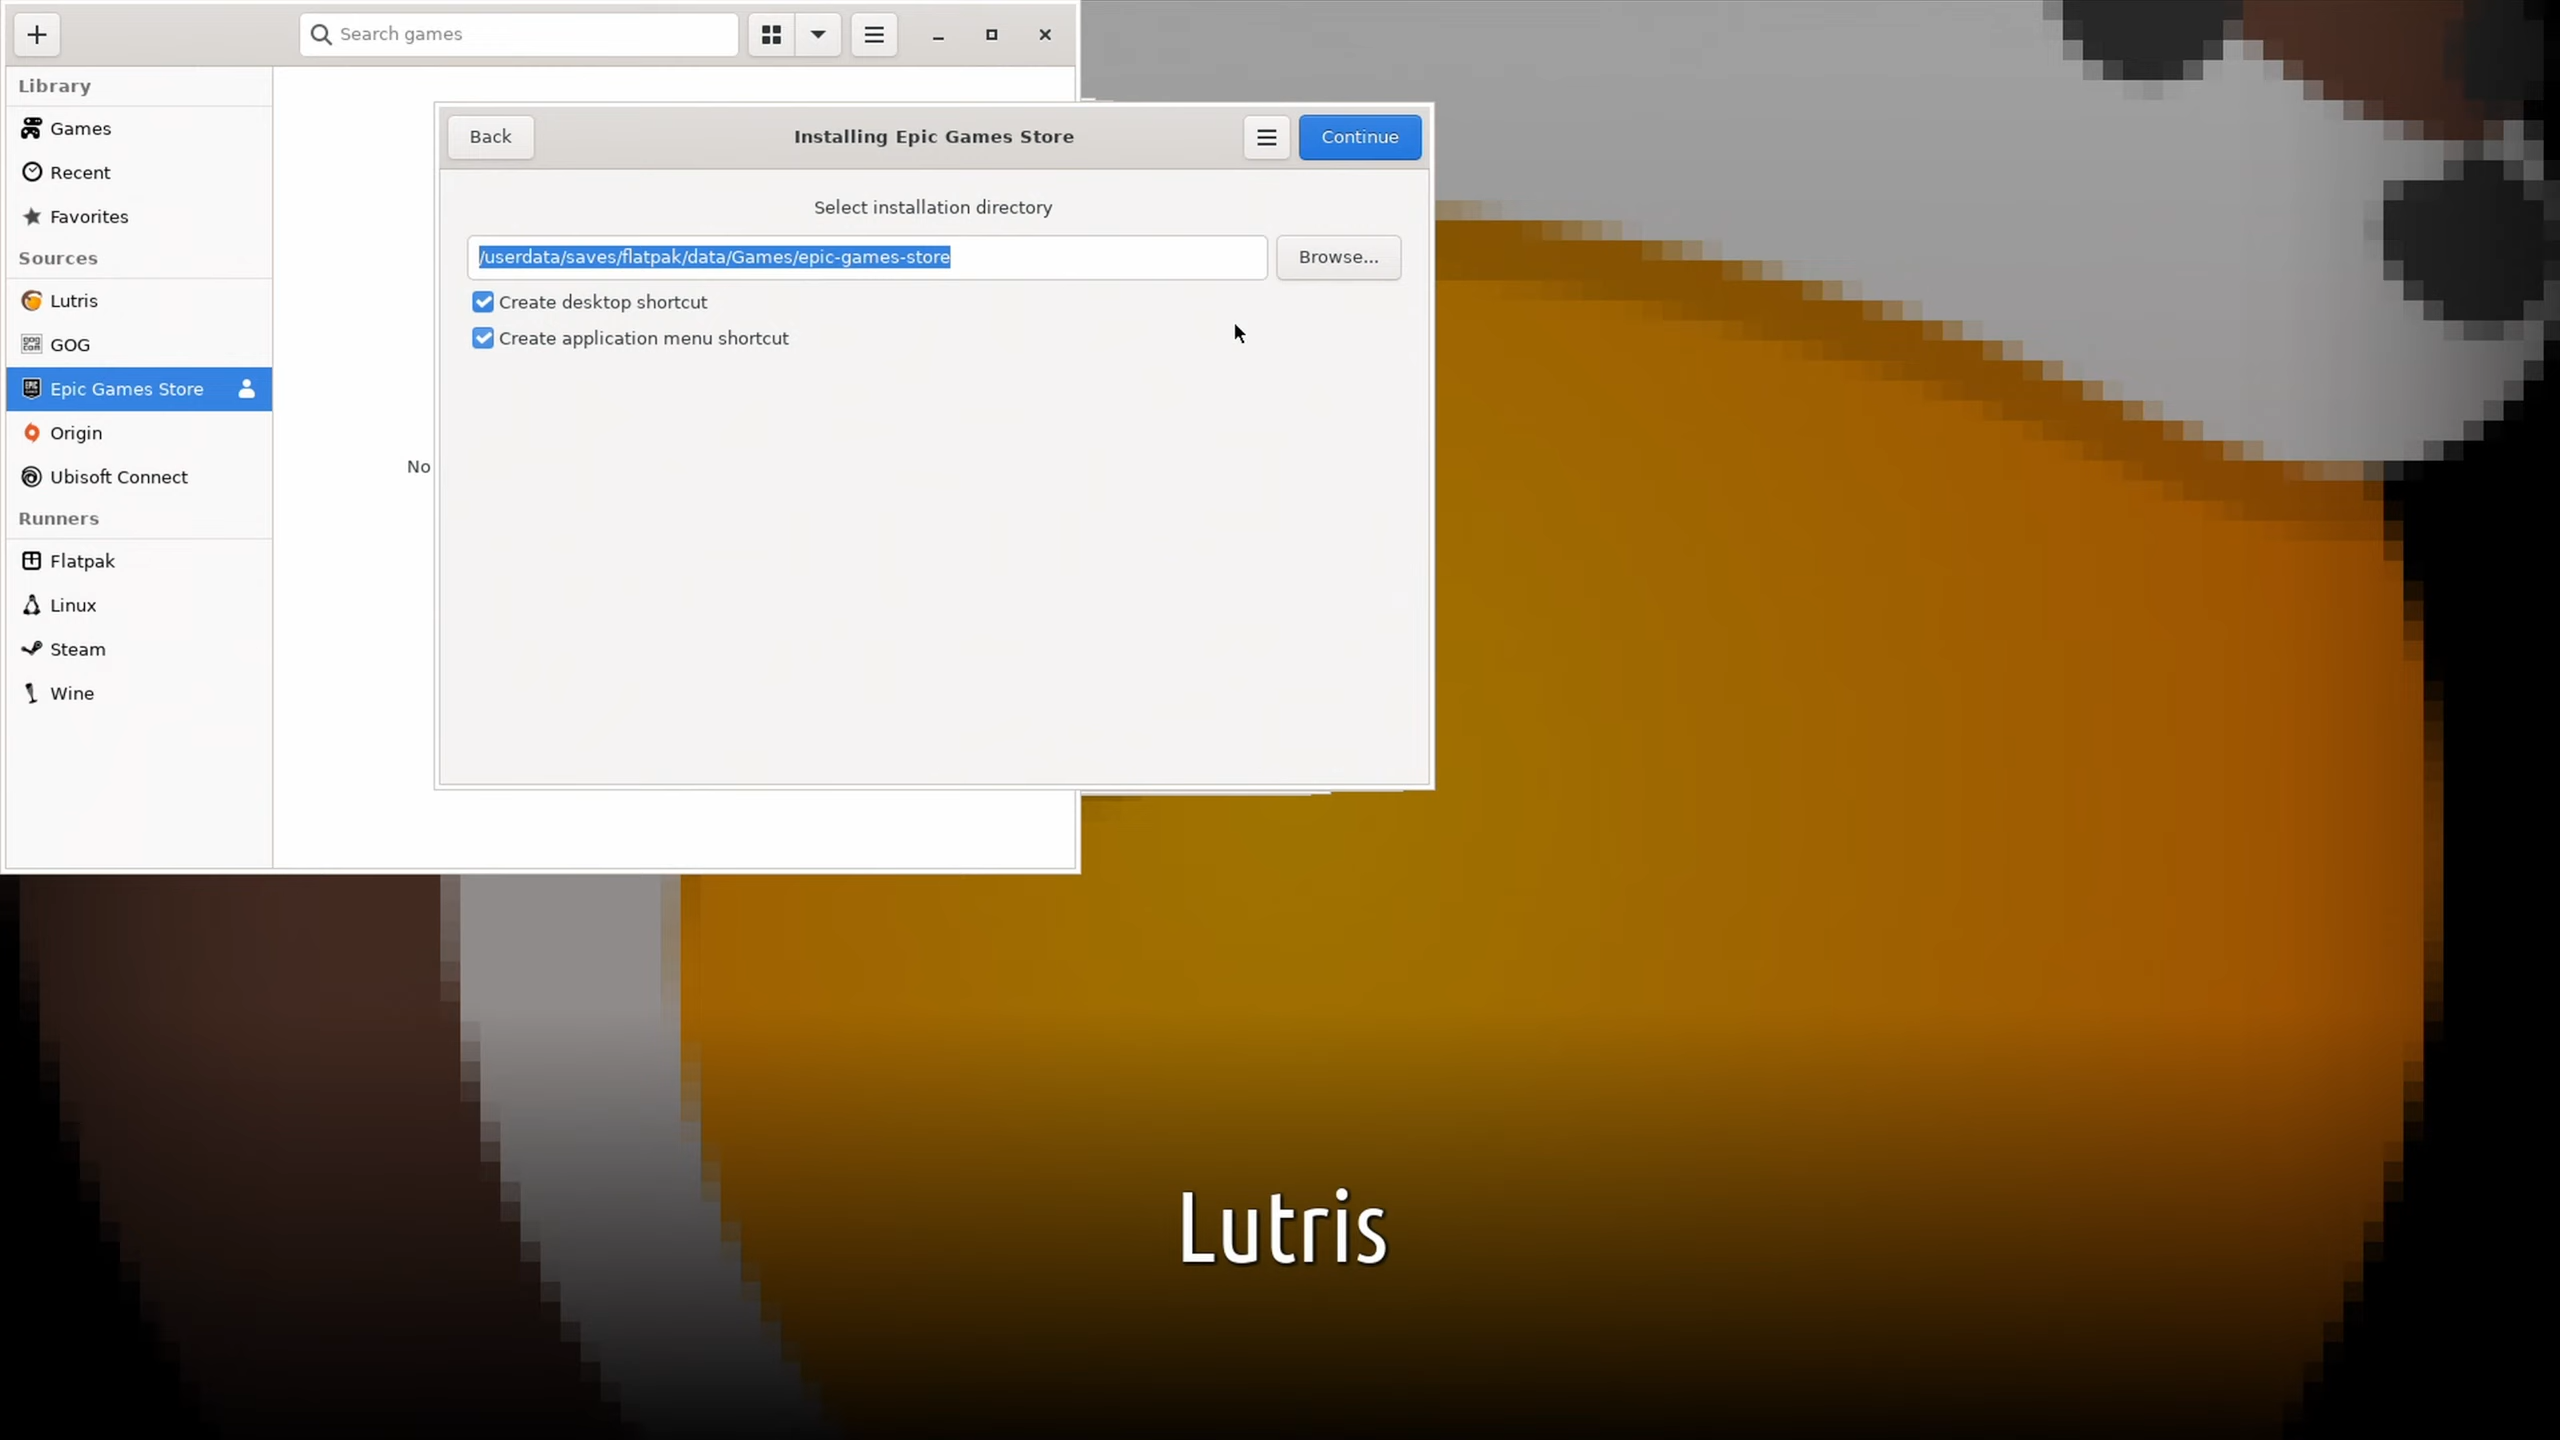 Search games
Library
Games
Recent
Favorites
Sources
Lutris
GOG
Epic Games Store
Origin
Ubisoft Connect
Runners
Flatpak
Linux
Steam
Wine
No
Back
Installing Epic Games Store
Continue
Select installation directory
/userdata/saves/flatpak/data/Games/epic-games-store
Browse...
Create desktop shortcut
Create application menu shortcut
Lutris